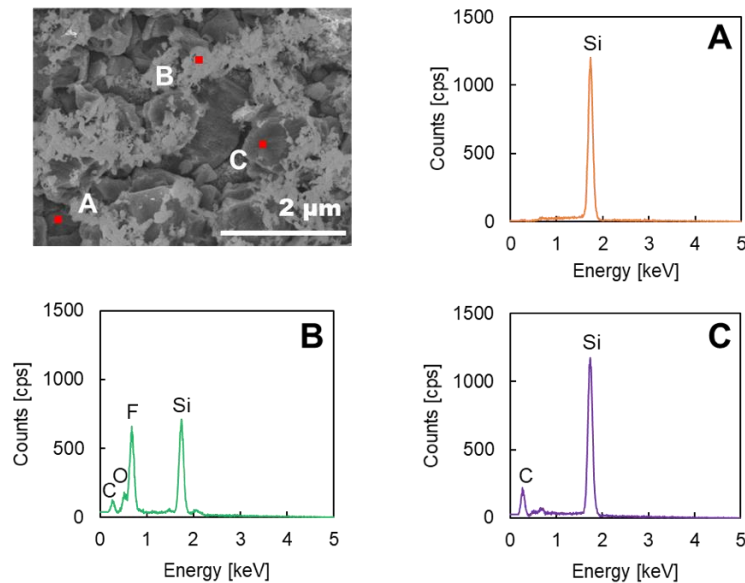 B
C
A
2 µm
A
Si
1500
1000
500
0
0 1 2 3 4 5
Counts [cps]
Energy [keV]
B
C O F Si
1500
1000
500
0
0 1 2 3 4 5
Counts [cps]
Energy [keV]
C
C Si
1500
1000
500
0
0 1 2 3 4 5
Counts [cps]
Energy [keV]